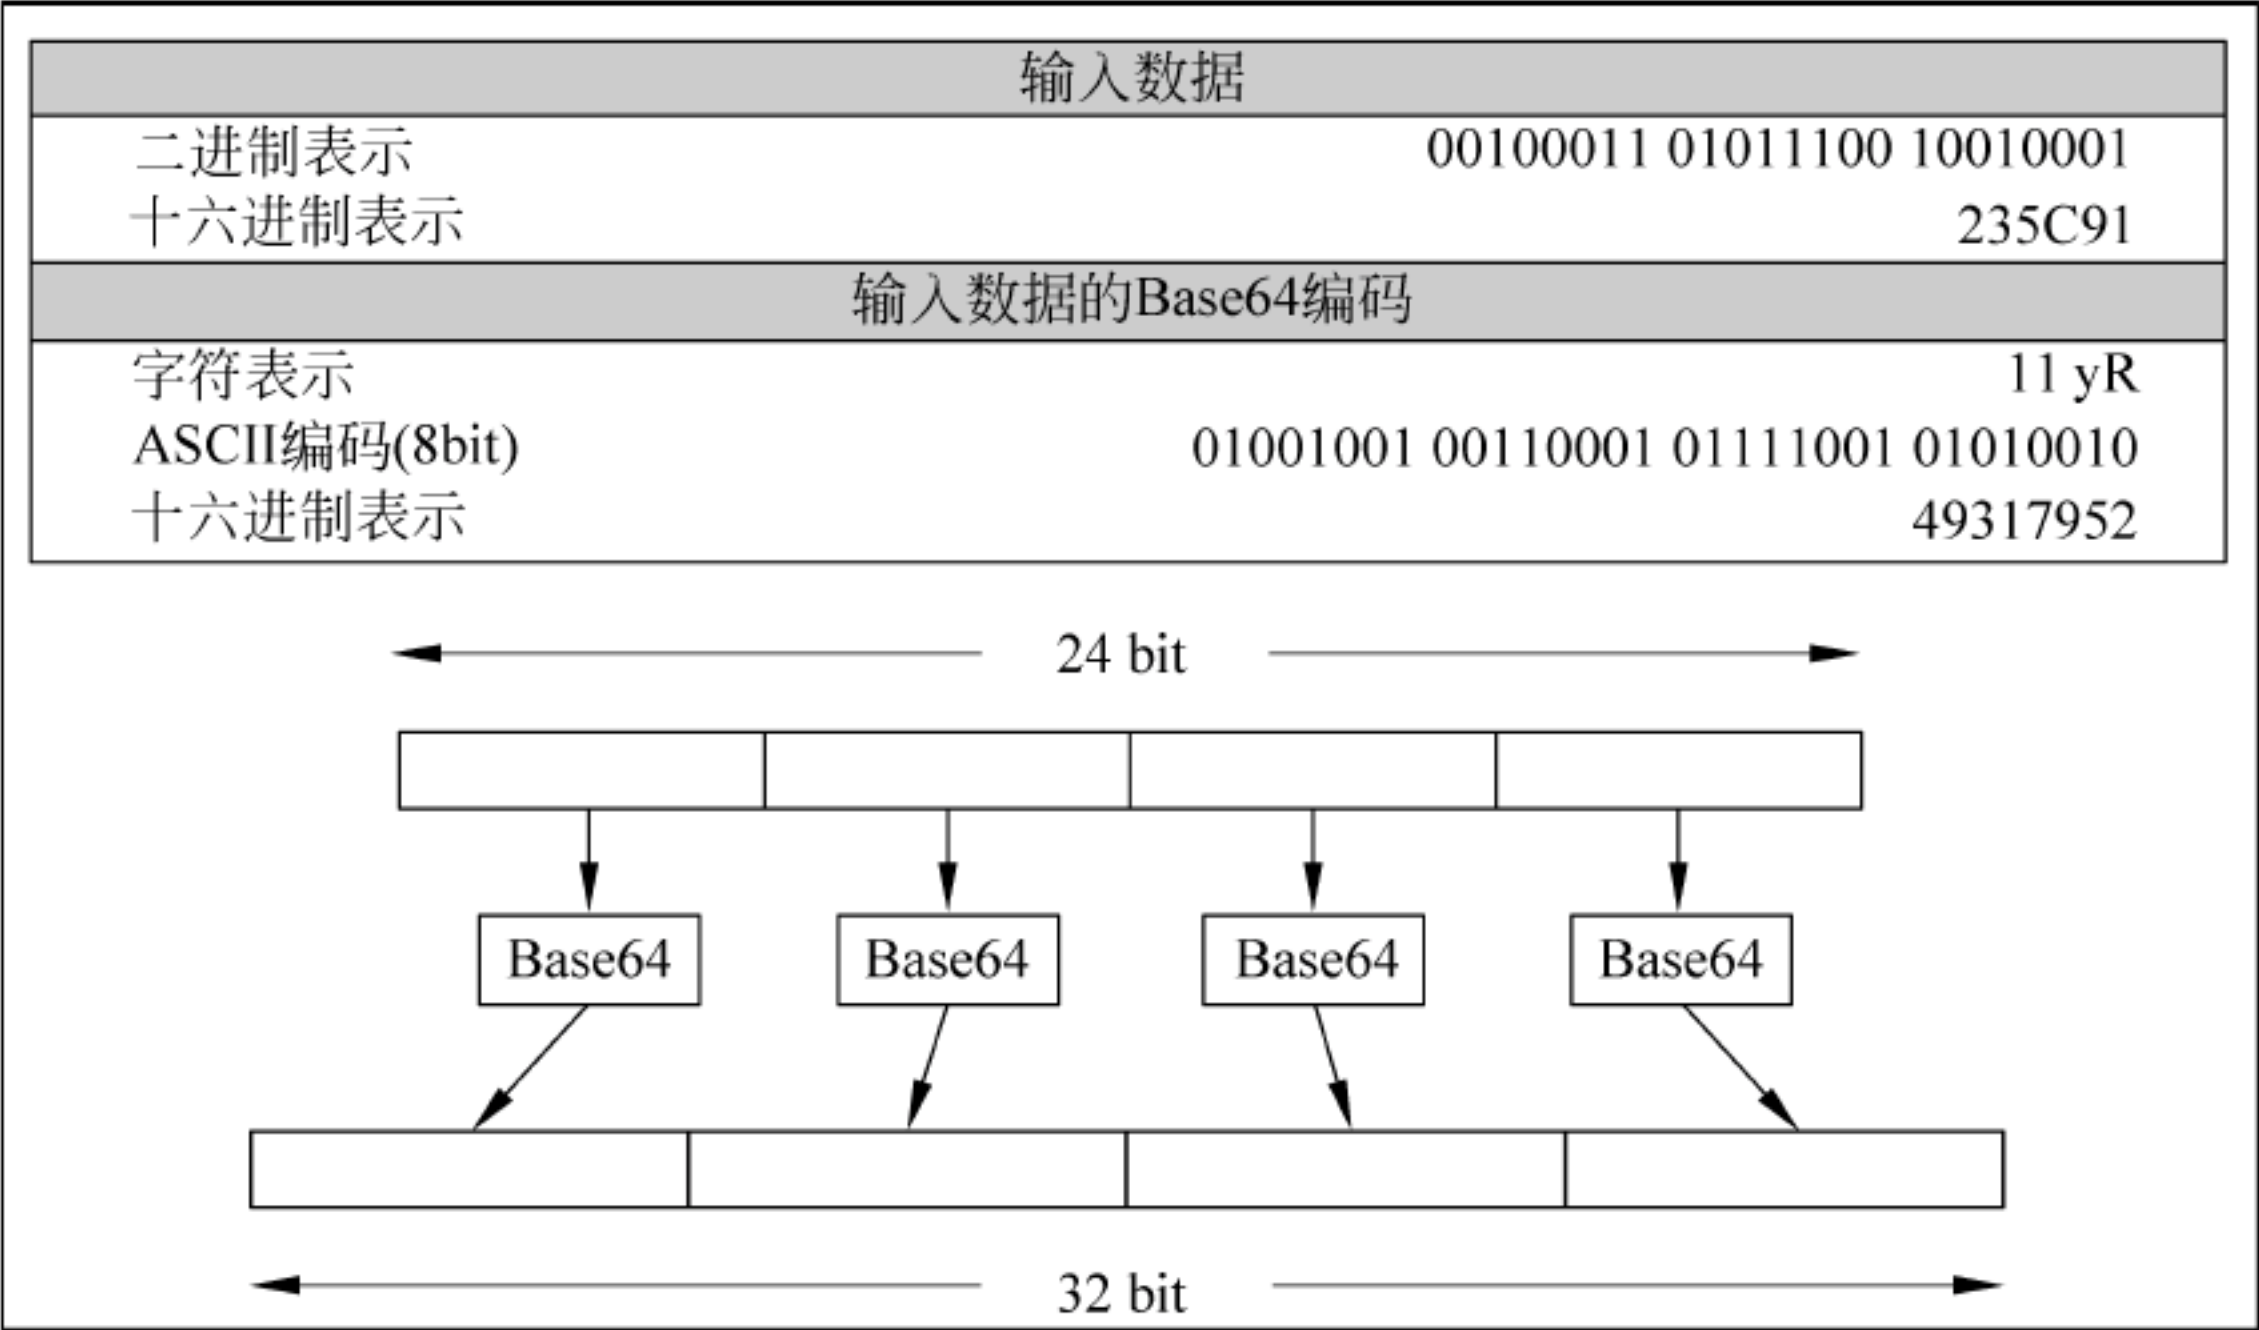 输入数据
二进制表示 00100011 01011100 10010001
十六进制表示 235C91
输入数据的Base64编码
字符表示 11 yR
ASCII编码(8bit) 01001001 00110001 01111001 01010010
十六进制表示 49317952
24 bit
Base64 Base64 Base64 Base64
32 bit